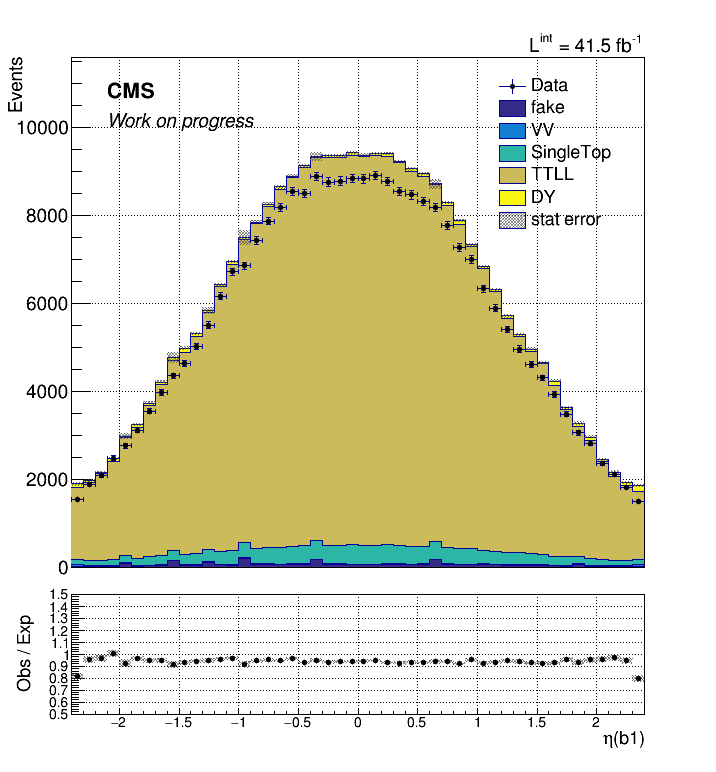 L^int = 41.5 fb^-1
Events
CMS
Work on progress
Data
fake
VV
SingleTop
TTLL
DY
stat error
10000
8000
6000
4000
2000
0
Obs / Exp
1.5
1.4
1.3
1.2
1.1
1
0.9
0.8
0.7
0.6
0.5
−2 −1.5 −1 −0.5 0 0.5 1 1.5 2
η(b1)